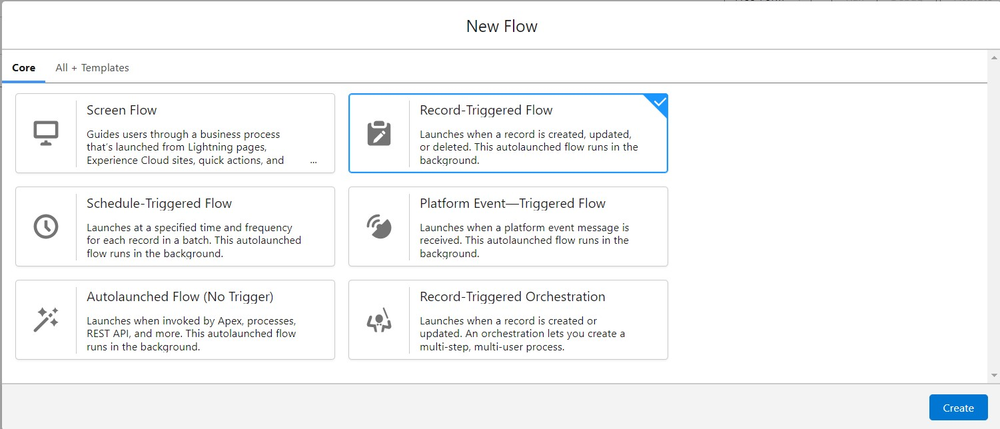 New Flow
Core
All + Templates
Screen Flow
Guides users through a business process
that's launched from Lightning pages,
Experience Cloud sites, quick actions, and ...
Record-Triggered Flow
Launches when a record is created, updated,
or deleted. This autolaunched flow runs in the
background.
Schedule-Triggered Flow
Launches at a specified time and frequency
for each record in a batch. This autolaunched
flow runs in the background.
Platform Event—Triggered Flow
Launches when a platform event message is
received. This autolaunched flow runs in the
background.
Autolaunched Flow (No Trigger)
Launches when invoked by Apex, processes,
REST API, and more. This autolaunched flow
runs in the background.
Record-Triggered Orchestration
Launches when a record is created or
updated. An orchestration lets you create a
multi-step, multi-user process.
Create